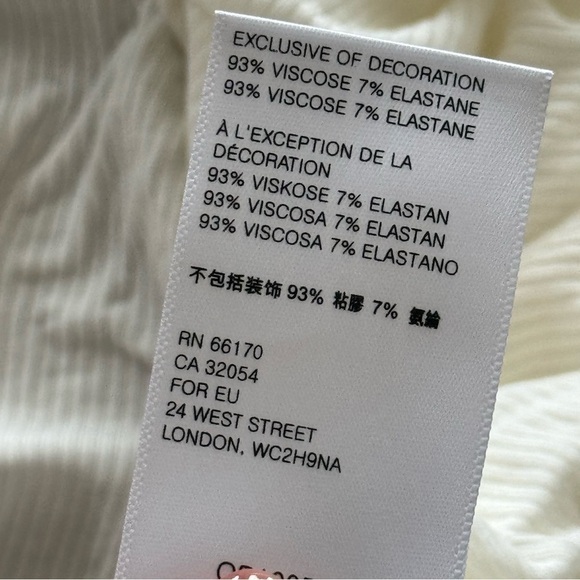 EXCLUSIVE OF DECORATION
93% VISCOSE 7% ELASTANE
93% VISCOSE 7% ELASTANE
À L'EXCEPTION DE LA
DÉCORATION
93% VISKOSE 7% ELASTAN
93% VISCOSA 7% ELASTAN
93% VISCOSA 7% ELASTANO
不包括装饰 93% 粘膠 7% 氨綸
RN 66170
CA 32054
FOR EU
24 WEST STREET
LONDON, WC2H9NA